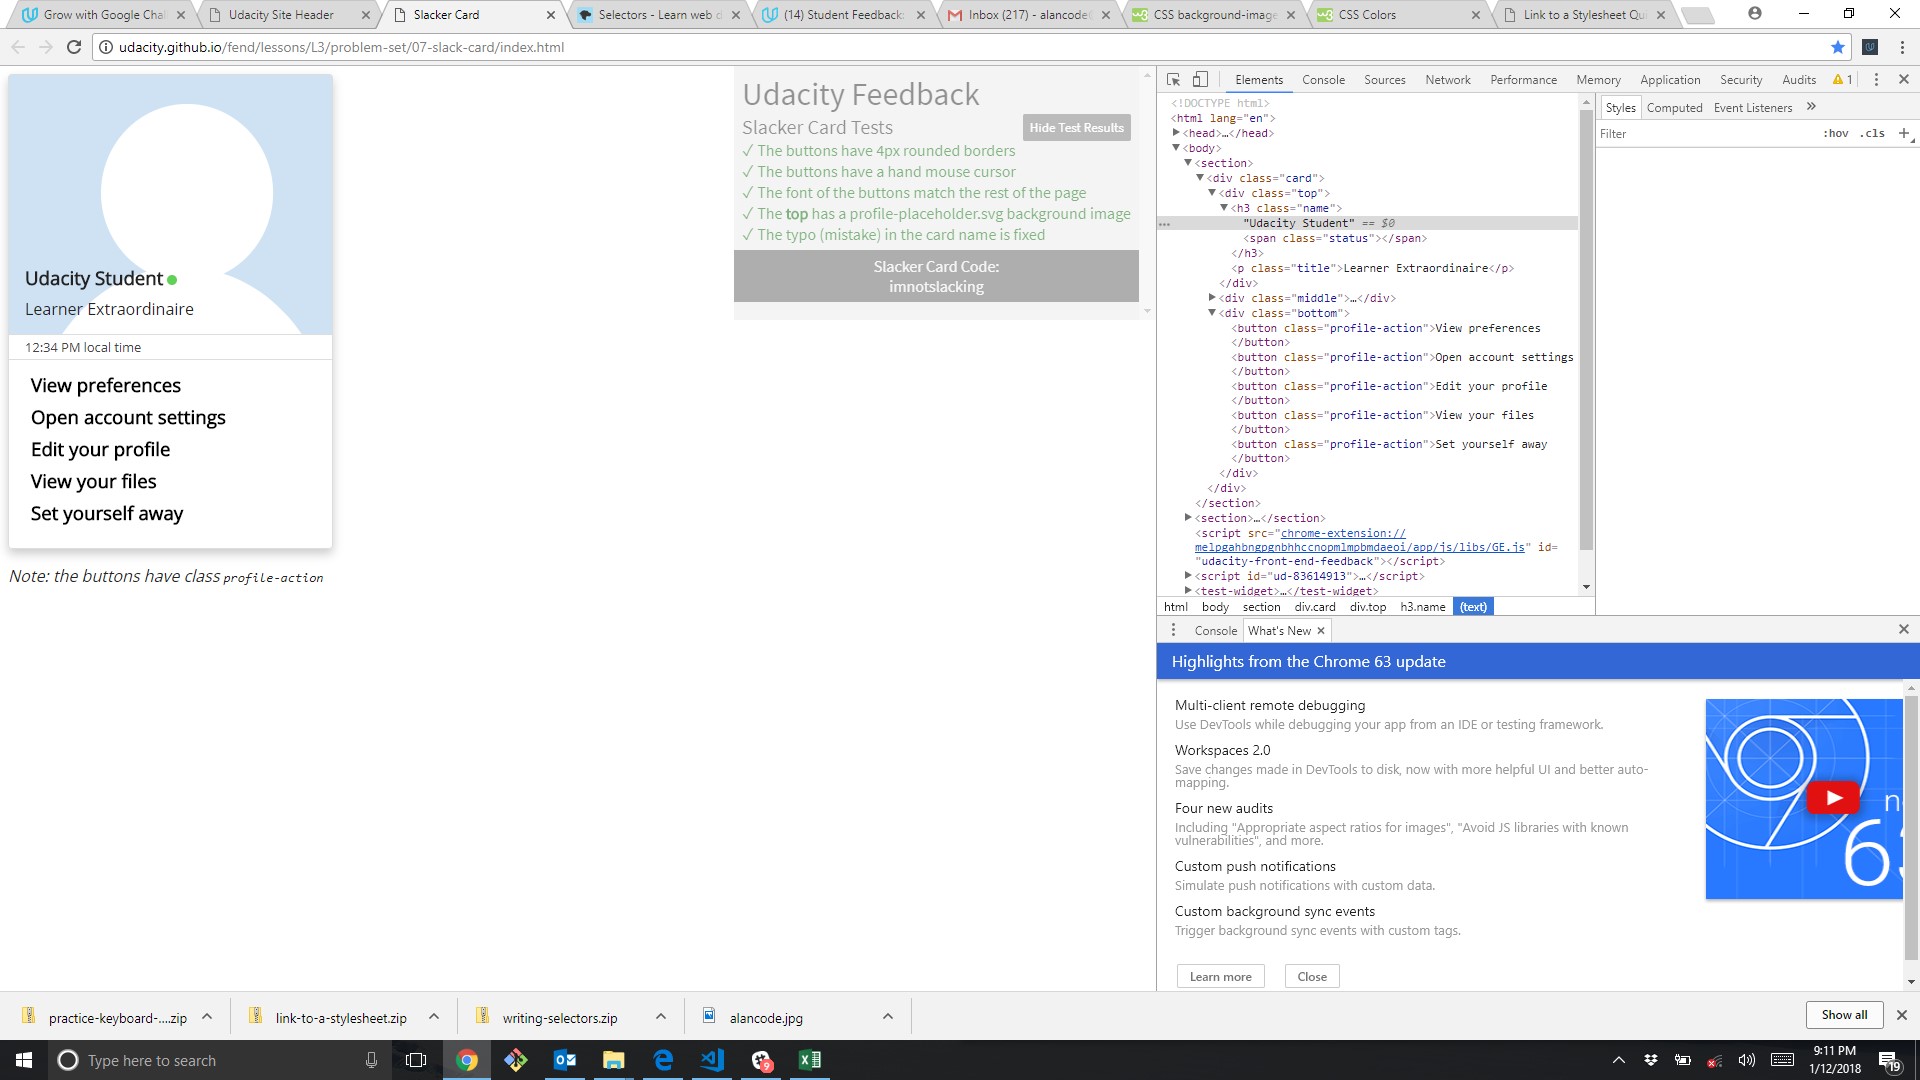 Grow with Google Chal
Udacity Site Header
Slacker Card
Selectors - Learn web d
(14) Student Feedback
Inbox (217) - alancode
CSS background-image
CSS Colors
Link to a Stylesheet Qu
udacity.github.io/fend/lessons/L3/problem-set/07-slack-card/index.html
Udacity Student
Learner Extraordinaire
12:34 PM local time
View preferences
Open account settings
Edit your profile
View your files
Set yourself away
Note: the buttons have class profile-action
Udacity Feedback
Slacker Card Tests
Hide Test Results
✓ The buttons have 4px rounded borders
✓ The buttons have a hand mouse cursor
✓ The font of the buttons match the rest of the page
✓ The top has a profile-placeholder.svg background image
✓ The typo (mistake) in the card name is fixed
Slacker Card Code:
imnotslacking
Elements Console Sources Network Performance Memory Application Security Audits 1
<!DOCTYPE html>
<html lang="en">
<head>…</head>
<body>
<section>
<div class="card">
<div class="top">
<h3 class="name">
"Udacity Student" == $0
<span class="status"></span>
</h3>
<p class="title">Learner Extraordinaire</p>
</div>
<div class="middle">…</div>
<div class="bottom">
<button class="profile-action">View preferences
</button>
<button class="profile-action">Open account settings
</button>
<button class="profile-action">Edit your profile
</button>
<button class="profile-action">View your files
</button>
<button class="profile-action">Set yourself away
</button>
</div>
</div>
</section>
<section>…</section>
<script src="chrome-extension://
melpgahbngpgnbhhccnopmlmpbmdaeoi/app/js/libs/GE.js" id=
"udacity-front-end-feedback"></script>
<script id="ud-83614913">…</script>
<test-widget>…</test-widget>
html body section div.card div.top h3.name (text)
Styles Computed Event Listeners »
Filter :hov .cls +
Console What's New
Highlights from the Chrome 63 update
Multi-client remote debugging
Use DevTools while debugging your app from an IDE or testing framework.
Workspaces 2.0
Save changes made in DevTools to disk, now with more helpful UI and better auto-
mapping.
Four new audits
Including "Appropriate aspect ratios for images", "Avoid JS libraries with known
vulnerabilities", and more.
Custom push notifications
Simulate push notifications with custom data.
Custom background sync events
Trigger background sync events with custom tags.
Learn more Close
63
practice-keyboard-....zip
link-to-a-stylesheet.zip
writing-selectors.zip
alancode.jpg
Show all
Type here to search
9
9:11 PM
1/12/2018
19